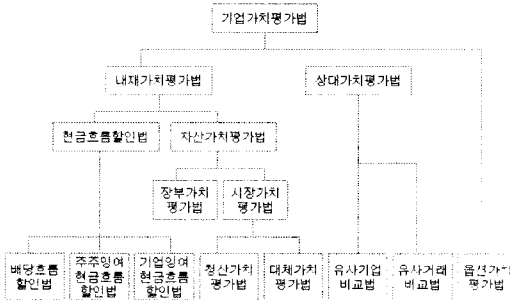 기업가치평가법
내재가치평가법
상대가치평가법
현금흐름할인법
자산가치평가법
장부가치
평가법
시장가치
평가법
배당흐름
할인법
주주잉여
현금흐름
할인법
기업잉여
현금흐름
할인법
청산가치
평가법
대체가치
평가법
유사기업
비교법
유사거래
비교법
옵션가치
평가법